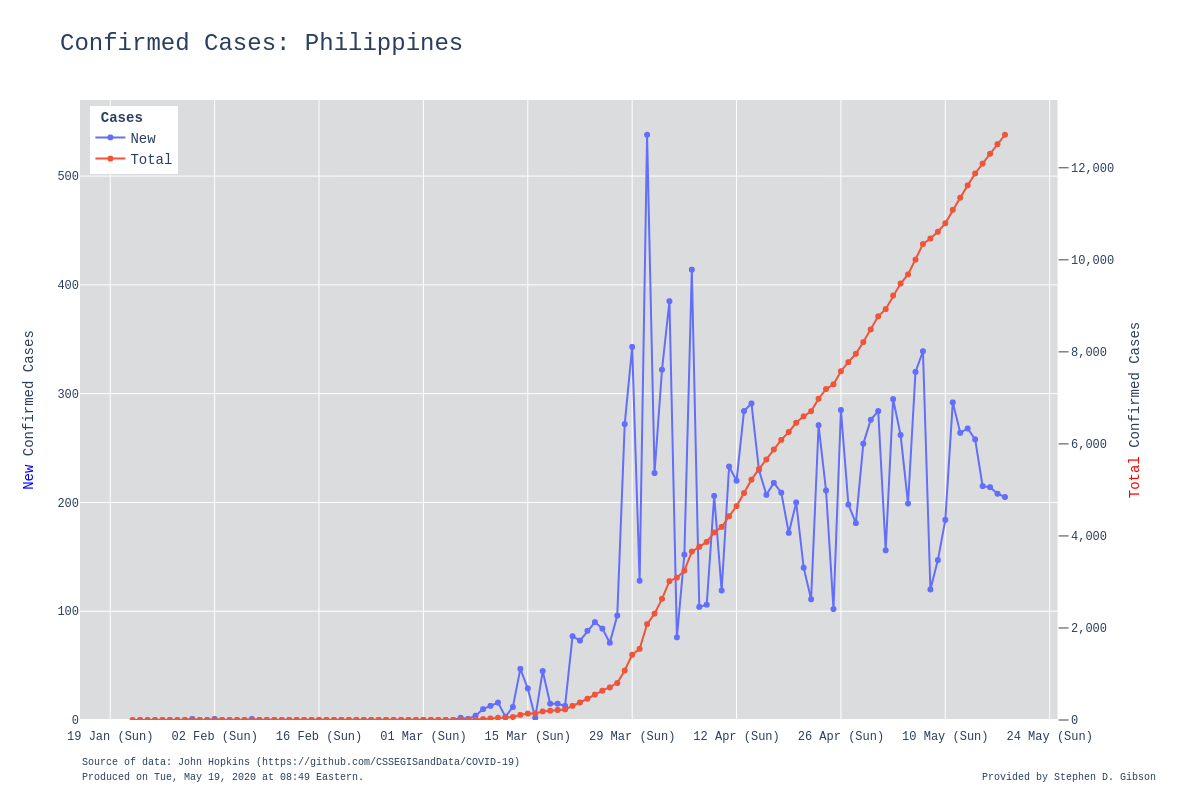 Confirmed Cases: Philippines
Cases
New
Total
500
400
300
200
100
0
New Confirmed Cases
12,000
10,000
8,000
6,000
4,000
2,000
0
Total Confirmed Cases
19 Jan (Sun) 02 Feb (Sun) 16 Feb (Sun) 01 Mar (Sun) 15 Mar (Sun) 29 Mar (Sun) 12 Apr (Sun) 26 Apr (Sun) 10 May (Sun) 24 May (Sun)
Source of data: John Hopkins (https://github.com/CSSEGISandData/COVID-19)
Produced on Tue, May 19, 2020 at 08:49 Eastern.
Provided by Stephen D. Gibson